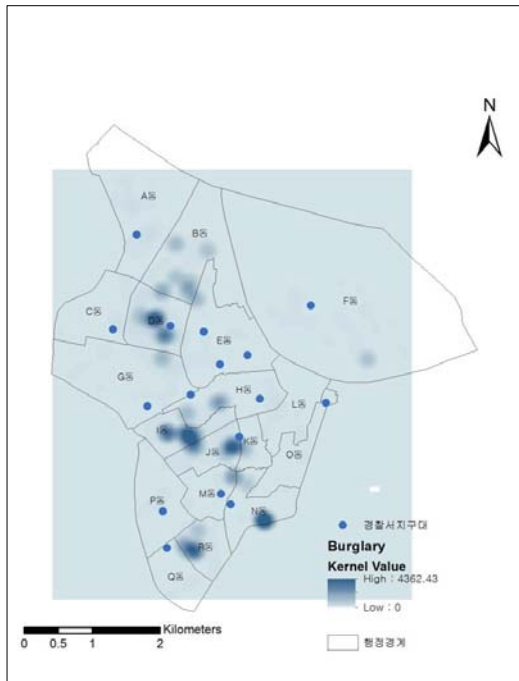 N
A동
B동
F동
C동
D동
E동
G동
H동
L동
I동
K동
J동
O동
M동
P동
N동
R동
Q동
경찰서지구대
Burglary
Kernel Value
High : 4362.43
Low : 0
행정경계
Kilometers
0 0.5 1 2